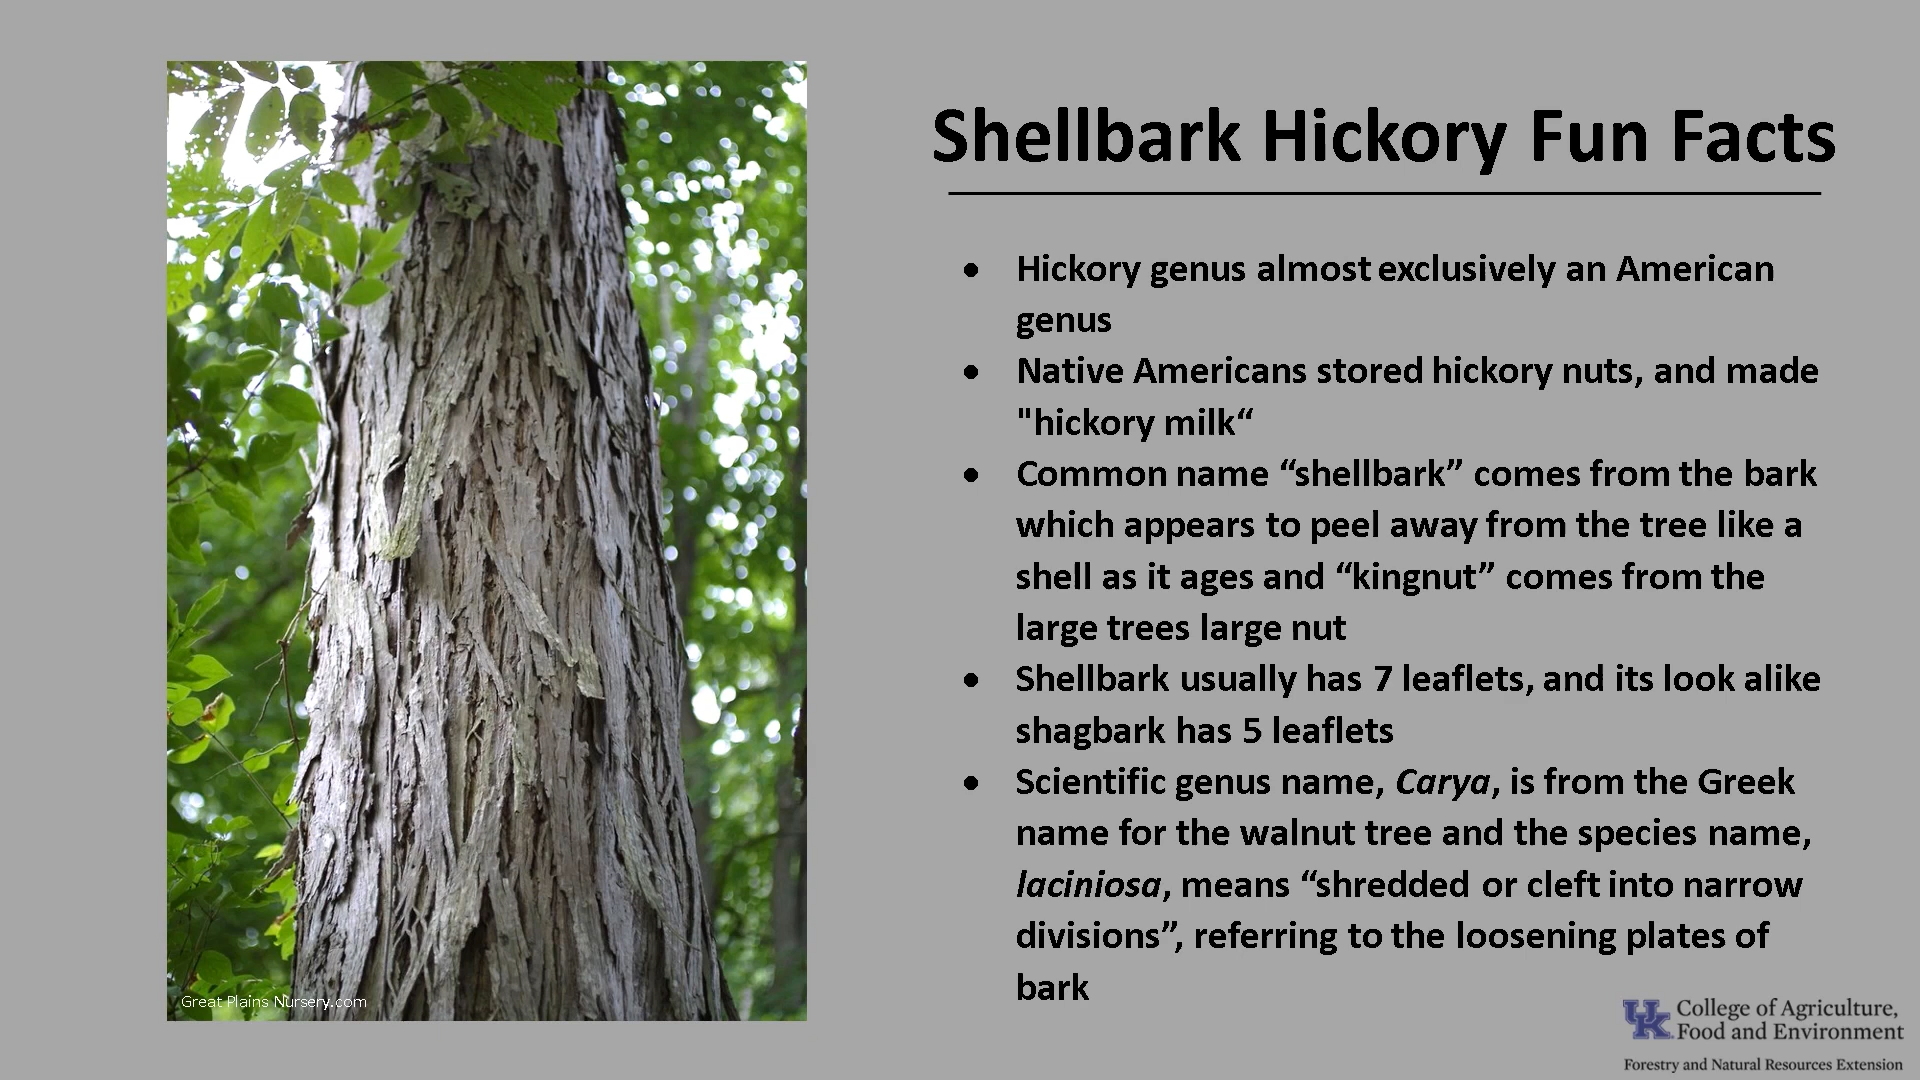 Shellbark Hickory Fun Facts
• Hickory genus almost exclusively an American
genus
• Native Americans stored hickory nuts, and made
"hickory milk“
• Common name “shellbark” comes from the bark
which appears to peel away from the tree like a
shell as it ages and “kingnut” comes from the
large trees large nut
• Shellbark usually has 7 leaflets, and its look alike
shagbark has 5 leaflets
• Scientific genus name, Carya, is from the Greek
name for the walnut tree and the species name,
laciniosa, means “shredded or cleft into narrow
divisions”, referring to the loosening plates of
bark
Great Plains Nursery.com
UK College of Agriculture,
Food and Environment
Forestry and Natural Resources Extension